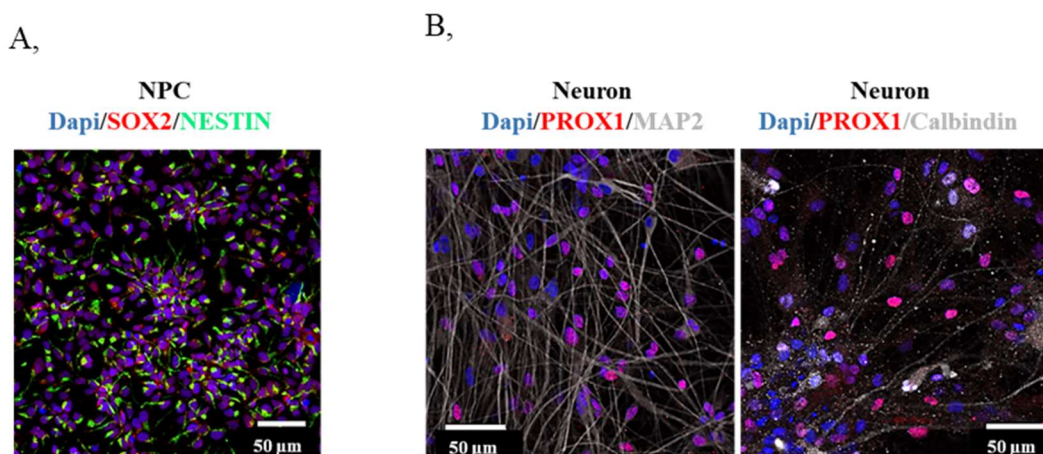 A,
NPC
Dapi/SOX2/NESTIN
50 µm
B,
Neuron
Dapi/PROX1/MAP2
50 µm
Neuron
Dapi/PROX1/Calbindin
50 µm